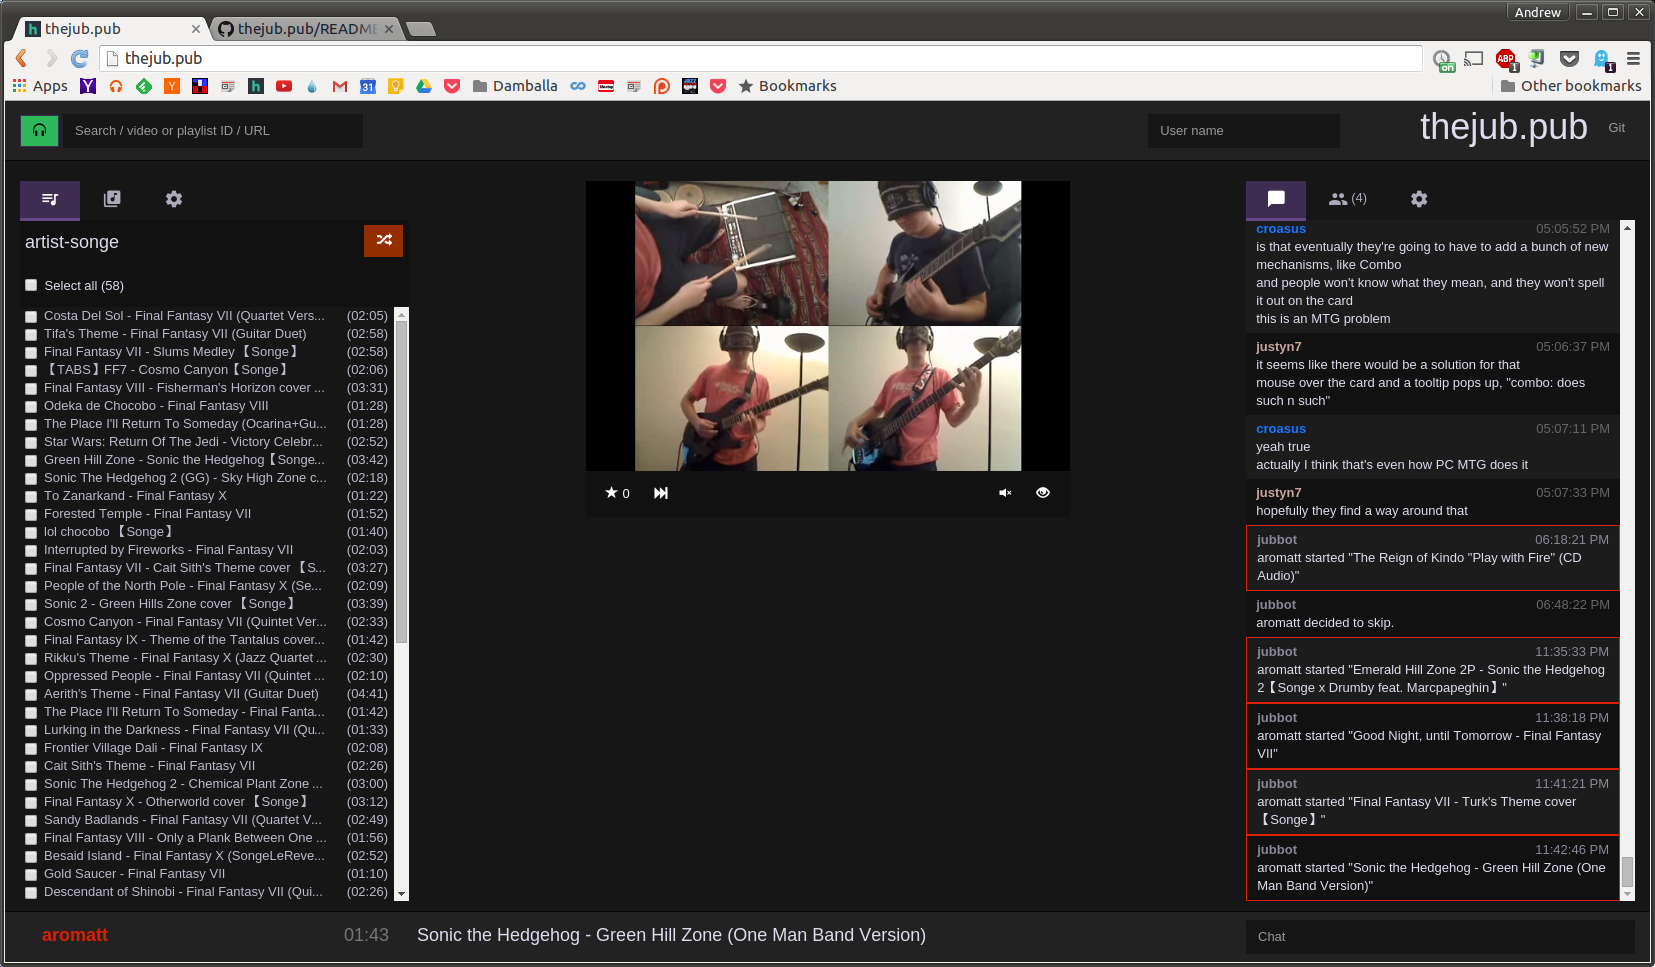 Andrew
thejub.pub
thejub.pub/README
thejub.pub
on
ABP
1
1
Apps
Y
31
Damballa
Bookmarks
Other bookmarks
Search / video or playlist ID / URL
User name
thejub.pub
Git
(4)
artist-songe
Select all (58)
Costa Del Sol - Final Fantasy VII (Quartet Vers... (02:05)
Tifa's Theme - Final Fantasy VII (Guitar Duet) (02:58)
Final Fantasy VII - Slums Medley【Songe】 (02:58)
【TABS】FF7 - Cosmo Canyon【Songe】 (02:06)
Final Fantasy VIII - Fisherman's Horizon cover ... (03:31)
Odeka de Chocobo - Final Fantasy VIII (01:28)
The Place I'll Return To Someday (Ocarina+Gu... (01:28)
Star Wars: Return Of The Jedi - Victory Celebr... (02:52)
Green Hill Zone - Sonic the Hedgehog【Songe... (03:42)
Sonic The Hedgehog 2 (GG) - Sky High Zone c... (02:18)
To Zanarkand - Final Fantasy X (01:22)
Forested Temple - Final Fantasy VII (01:52)
lol chocobo【Songe】 (01:40)
Interrupted by Fireworks - Final Fantasy VII (02:03)
Final Fantasy VII - Cait Sith's Theme cover【S... (03:27)
People of the North Pole - Final Fantasy X (Se... (02:09)
Sonic 2 - Green Hills Zone cover【Songe】 (03:39)
Cosmo Canyon - Final Fantasy VII (Quintet Ver... (02:33)
Final Fantasy IX - Theme of the Tantalus cover... (01:42)
Rikku's Theme - Final Fantasy X (Jazz Quartet ... (02:30)
Oppressed People - Final Fantasy VII (Quintet ... (02:10)
Aerith's Theme - Final Fantasy VII (Guitar Duet) (04:41)
The Place I'll Return To Someday - Final Fanta... (01:42)
Lurking in the Darkness - Final Fantasy VII (Qu... (01:33)
Frontier Village Dali - Final Fantasy IX (02:08)
Cait Sith's Theme - Final Fantasy VII (02:26)
Sonic The Hedgehog 2 - Chemical Plant Zone ... (03:00)
Final Fantasy X - Otherworld cover【Songe】 (03:12)
Sandy Badlands - Final Fantasy VII (Quartet V... (02:49)
Final Fantasy VIII - Only a Plank Between One ... (01:56)
Besaid Island - Final Fantasy X (SongeLeReve... (02:52)
Gold Saucer - Final Fantasy VII (01:10)
Descendant of Shinobi - Final Fantasy VII (Qui... (02:26)
0
croasus 05:05:52 PM
is that eventually they're going to have to add a bunch of new
mechanisms, like Combo
and people won't know what they mean, and they won't spell
it out on the card
this is an MTG problem
justyn7 05:06:37 PM
it seems like there would be a solution for that
mouse over the card and a tooltip pops up, "combo: does
such n such"
croasus 05:07:11 PM
yeah true
actually I think that's even how PC MTG does it
justyn7 05:07:33 PM
hopefully they find a way around that
jubbot 06:18:21 PM
aromatt started "The Reign of Kindo "Play with Fire" (CD
Audio)"
jubbot 06:48:22 PM
aromatt decided to skip.
jubbot 11:35:33 PM
aromatt started "Emerald Hill Zone 2P - Sonic the Hedgehog
2【Songe x Drumby feat. Marcpapeghin】"
jubbot 11:38:18 PM
aromatt started "Good Night, until Tomorrow - Final Fantasy
VII"
jubbot 11:41:21 PM
aromatt started "Final Fantasy VII - Turk's Theme cover
【Songe】"
jubbot 11:42:46 PM
aromatt started "Sonic the Hedgehog - Green Hill Zone (One
Man Band Version)"
aromatt
01:43
Sonic the Hedgehog - Green Hill Zone (One Man Band Version)
Chat